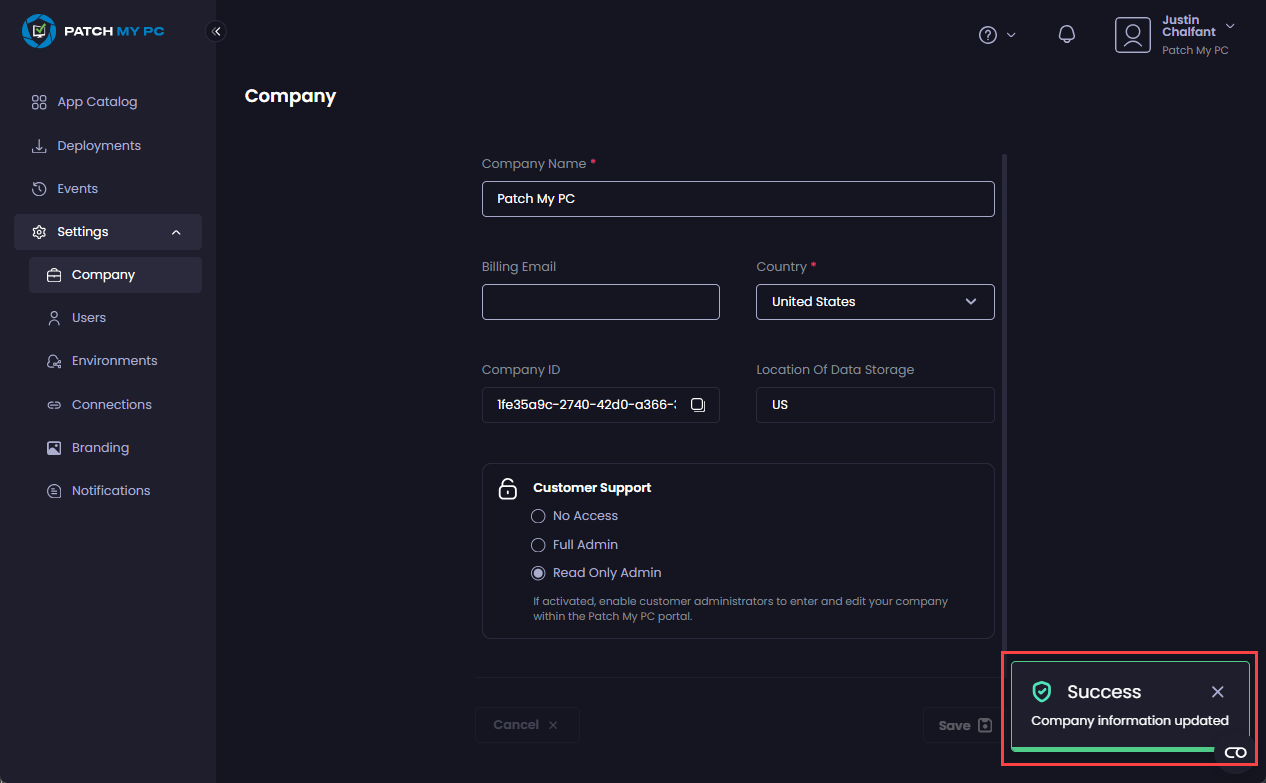 PATCH MY PC
Justin
Chalfant
Patch My PC
App Catalog
Deployments
Events
Settings
Company
Users
Environments
Connections
Branding
Notifications
Company
Company Name *
Patch My PC
Billing Email
Country *
United States
Company ID
Location Of Data Storage
1fe35a9c-2740-42d0-a366-
US
Customer Support
No Access
Full Admin
Read Only Admin
If activated, enable customer administrators to enter and edit your company
within the Patch My PC portal.
Cancel
Save
Success
Company information updated